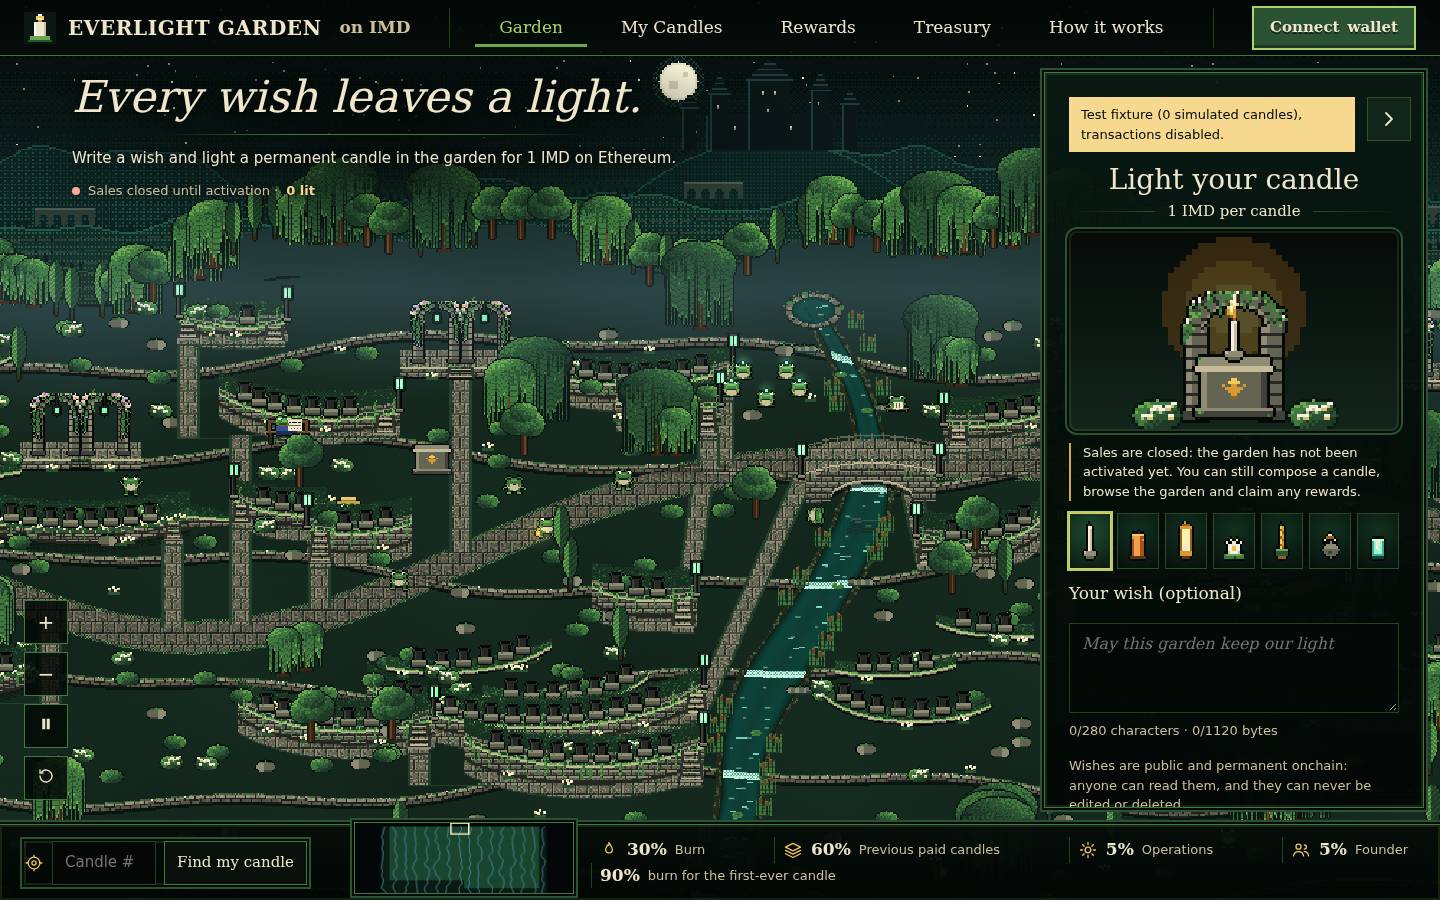 EVERLIGHT GARDEN on IMD
Garden
My Candles
Rewards
Treasury
How it works
Connect wallet
Every wish leaves a light.
Write a wish and light a permanent candle in the garden for 1 IMD on Ethereum.
Sales closed until activation · 0 lit
Test fixture (0 simulated candles),
transactions disabled.
Light your candle
1 IMD per candle
Sales are closed: the garden has not been
activated yet. You can still compose a candle,
browse the garden and claim any rewards.
Your wish (optional)
May this garden keep our light
0/280 characters · 0/1120 bytes
Wishes are public and permanent onchain:
anyone can read them, and they can never be
edited or deleted
Candle #
Find my candle
30% Burn
60% Previous paid candles
5% Operations
5% Founder
90% burn for the first-ever candle